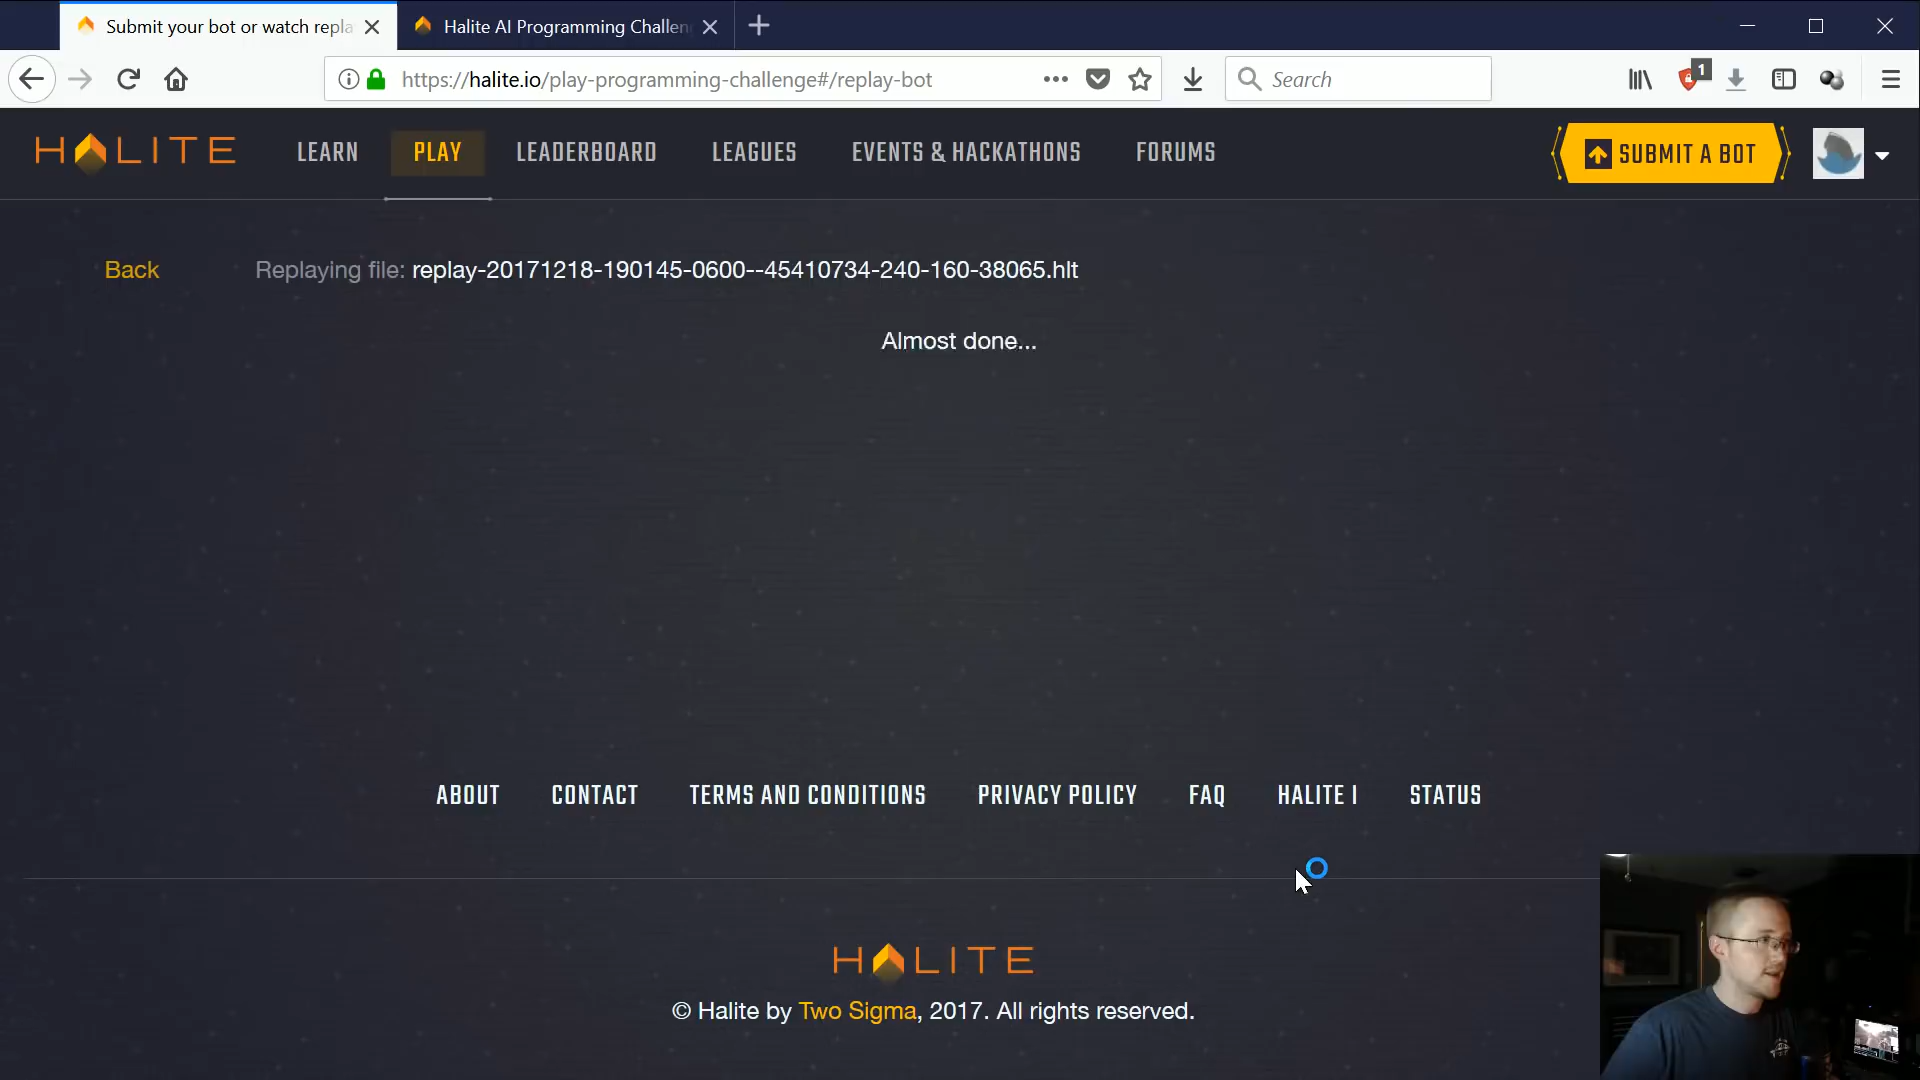 Submit your bot or watch repla
Halite AI Programming Challen
https://halite.io/play-programming-challenge#/replay-bot
Search
1
HALITE
LEARN
PLAY
LEADERBOARD
LEAGUES
EVENTS & HACKATHONS
FORUMS
SUBMIT A BOT
Back
Replaying file: replay-20171218-190145-0600--45410734-240-160-38065.hlt
Almost done...
ABOUT
CONTACT
TERMS AND CONDITIONS
PRIVACY POLICY
FAQ
HALITE I
STATUS
HALITE
© Halite by Two Sigma, 2017. All rights reserved.